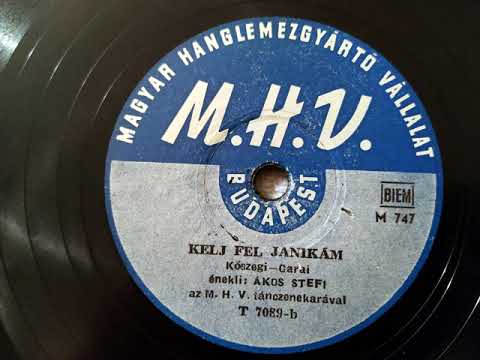 MAGYAR HANGLEMEZGYÁRTÓ VÁLLALAT
M.H.V.
BUDAPEST
BIEM
M 747
KELJ FEL JANIKÁM
Kőszegi—Garai
énekli: ÁKOS STEFI
az M. H. V. tánczenekarával
T 7089-b